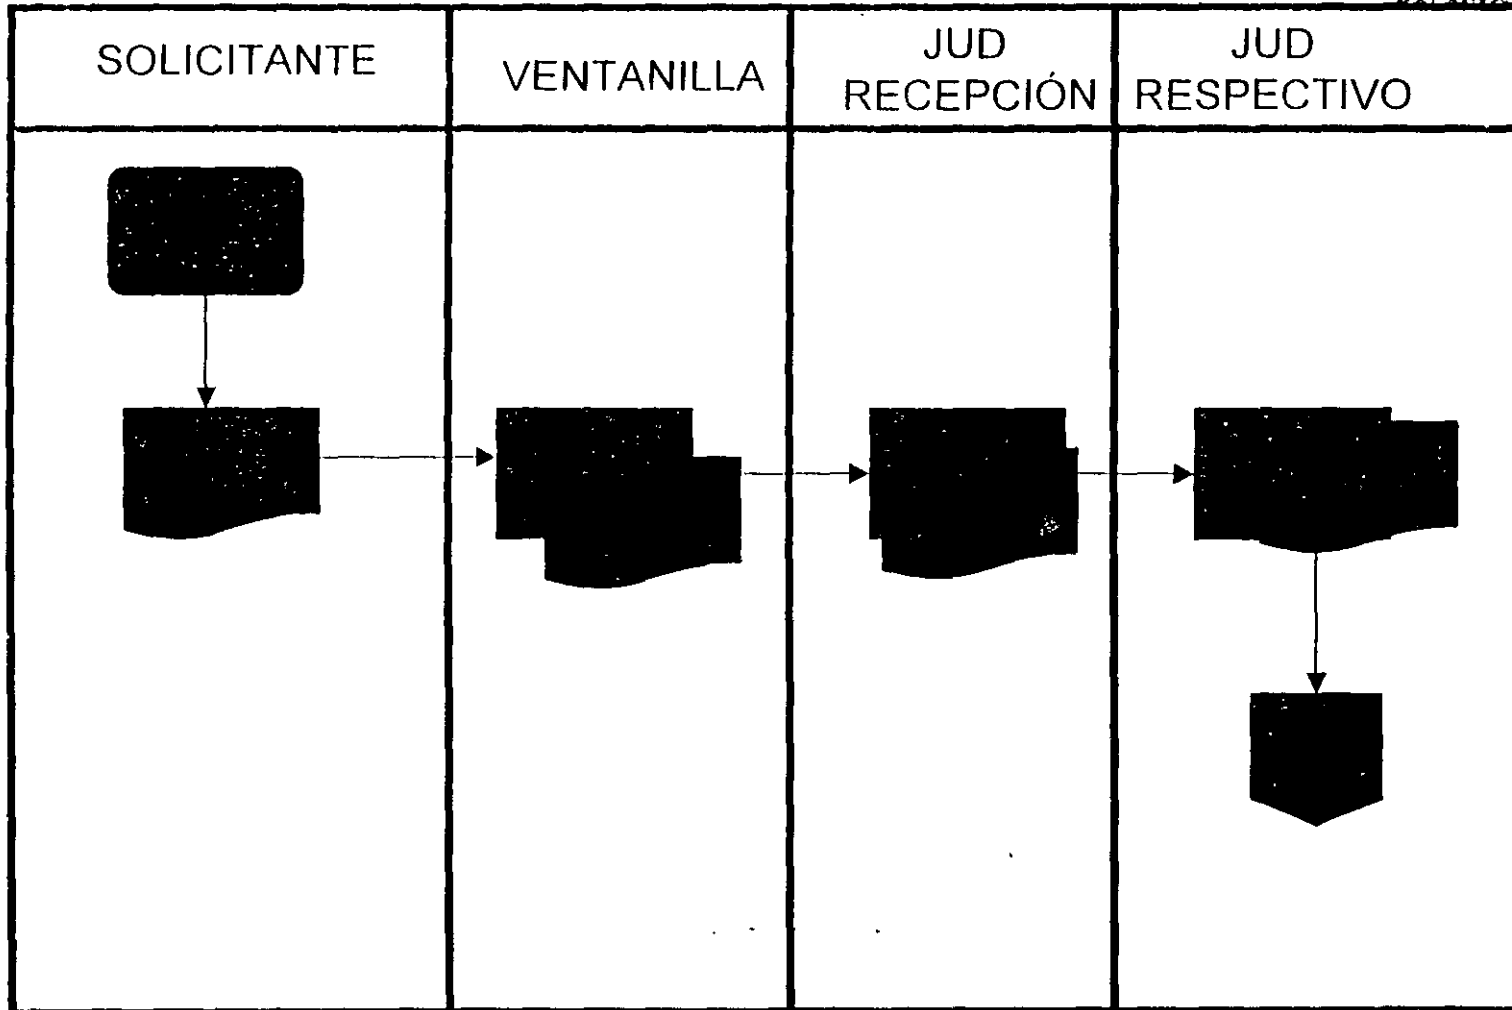 SOLICITANTE
VENTANILLA
JUD
RECEPCIÓN
JUD
RESPECTIVO